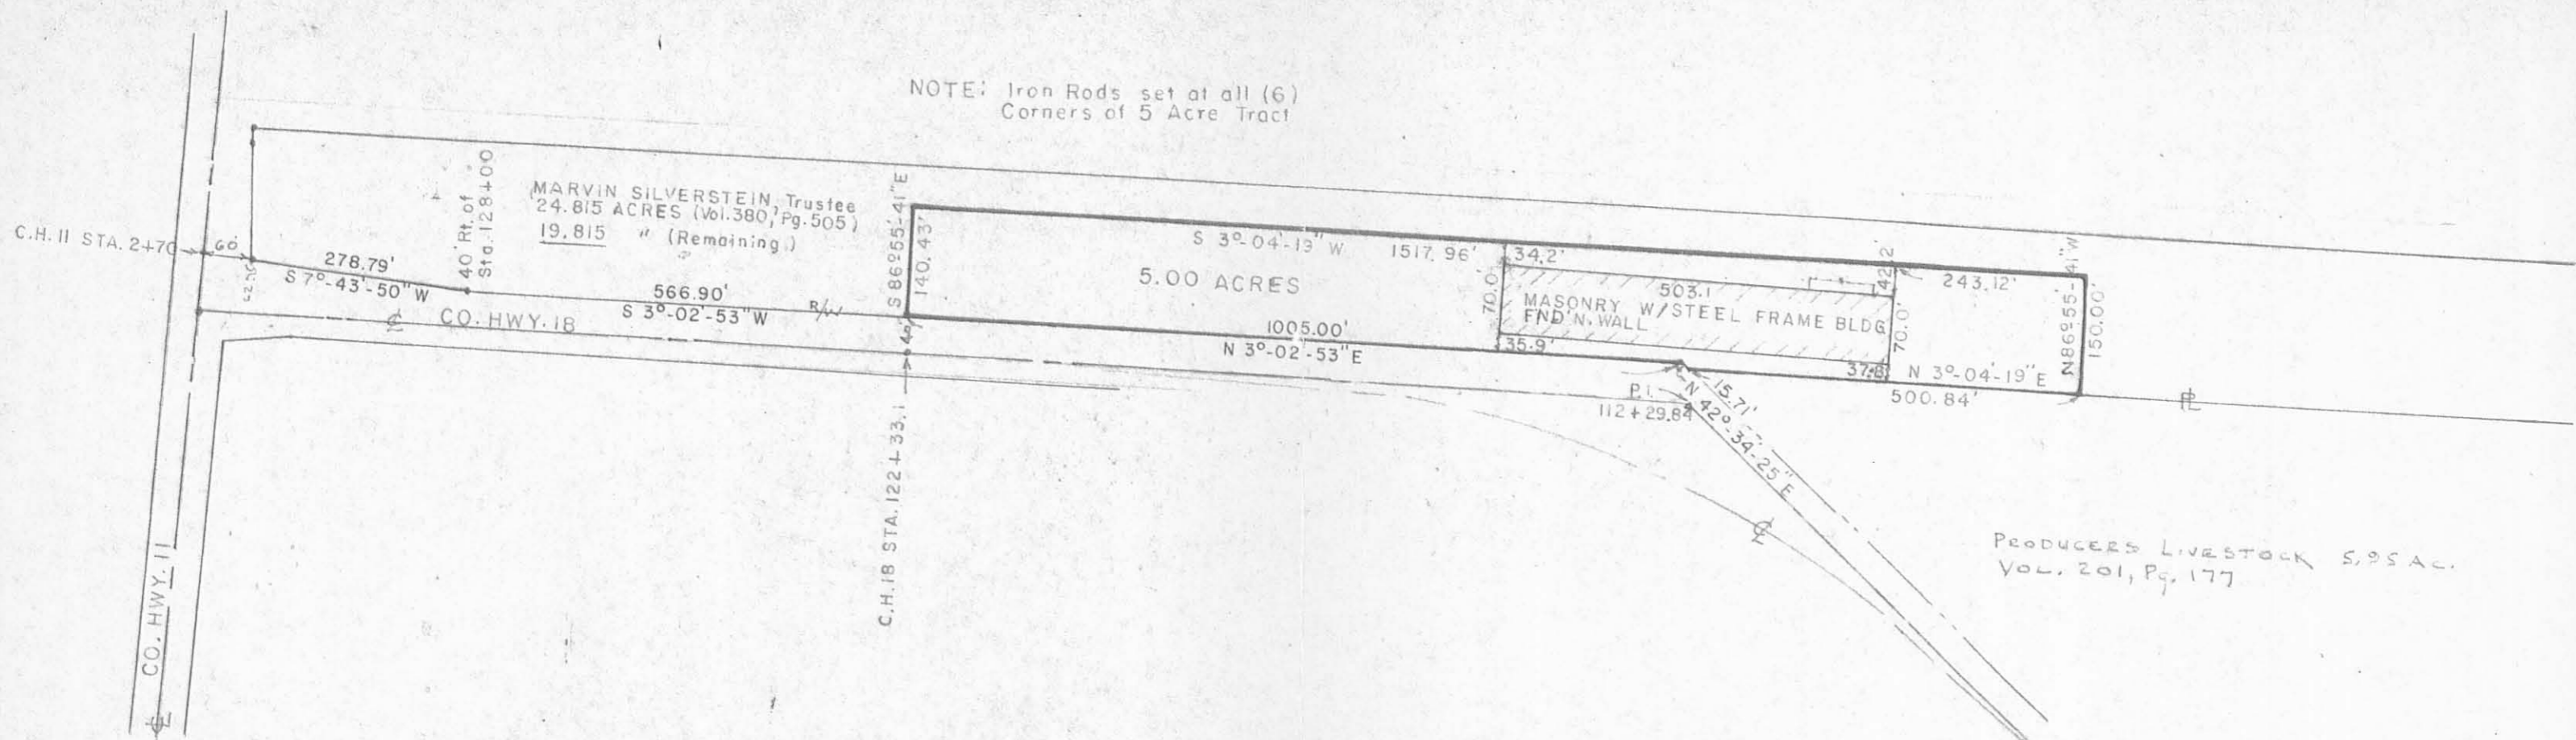 NOTE: Iron Rods set at all (6)
Corners of 5 Acre Tract
MARVIN SILVERSTEIN, Trustee
24.815 ACRES (Vol.380, Pg.505)
19.815 " (Remaining)
40' Rt. of
Sta. 128+00
C.H. 11 STA. 2+70
60'
278.79'
S 7°-43'-50" W
566.90'
S 3°-02'-53" W
R/W
CO. HWY. 18
S 86°55'-41" E
140.43'
S 3°-04'-19" W 1517.96'
5.00 ACRES
1005.00'
N 3°-02'-53" E
34.2'
70.0'
503.1
MASONRY W/STEEL FRAME BLDG
FND'N. WALL
35.9'
42.2'
70.0'
37.8'
243.12'
N 86°55'-41" W
150.00'
N 3°-04'-19" E
500.84'
15.71'
N 42°-34'-25" E
P.I.
112+29.84
C.H. 18 STA. 122+33.1
CO. HWY. 11
PRODUCERS LIVESTOCK 5.95 AC.
VOL. 201, Pg. 177